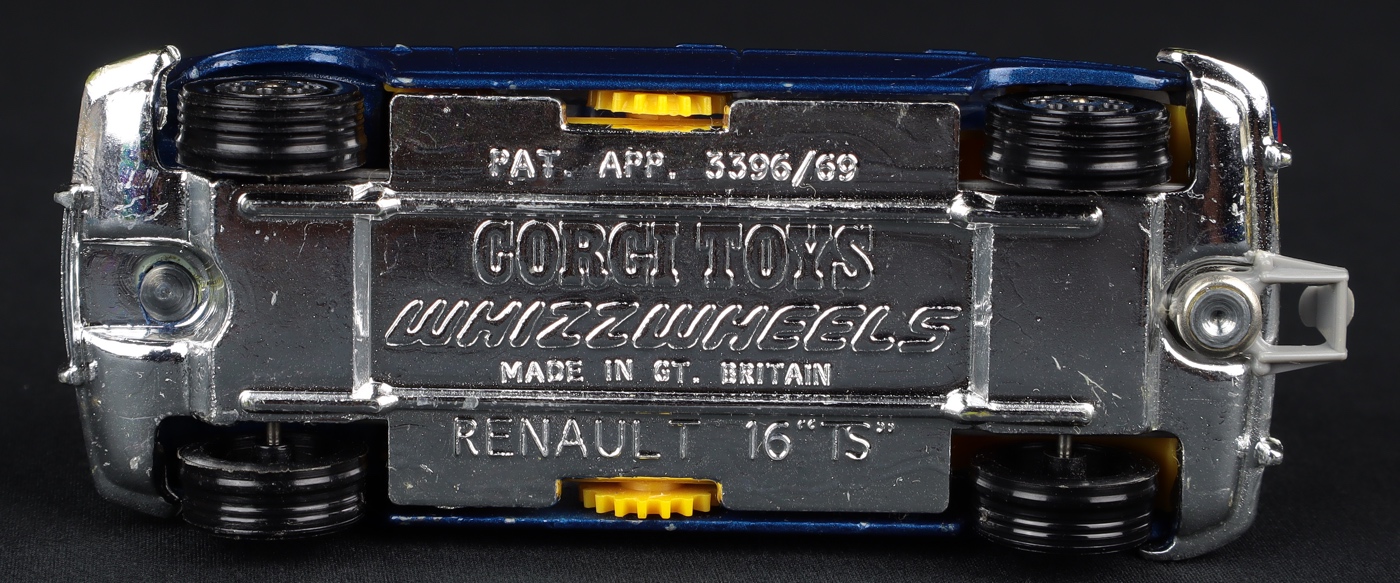 PAT. APP. 3396/69
CORGI TOYS
WHIZZWHEELS
MADE IN GT. BRITAIN
RENAULT 16 "TS"